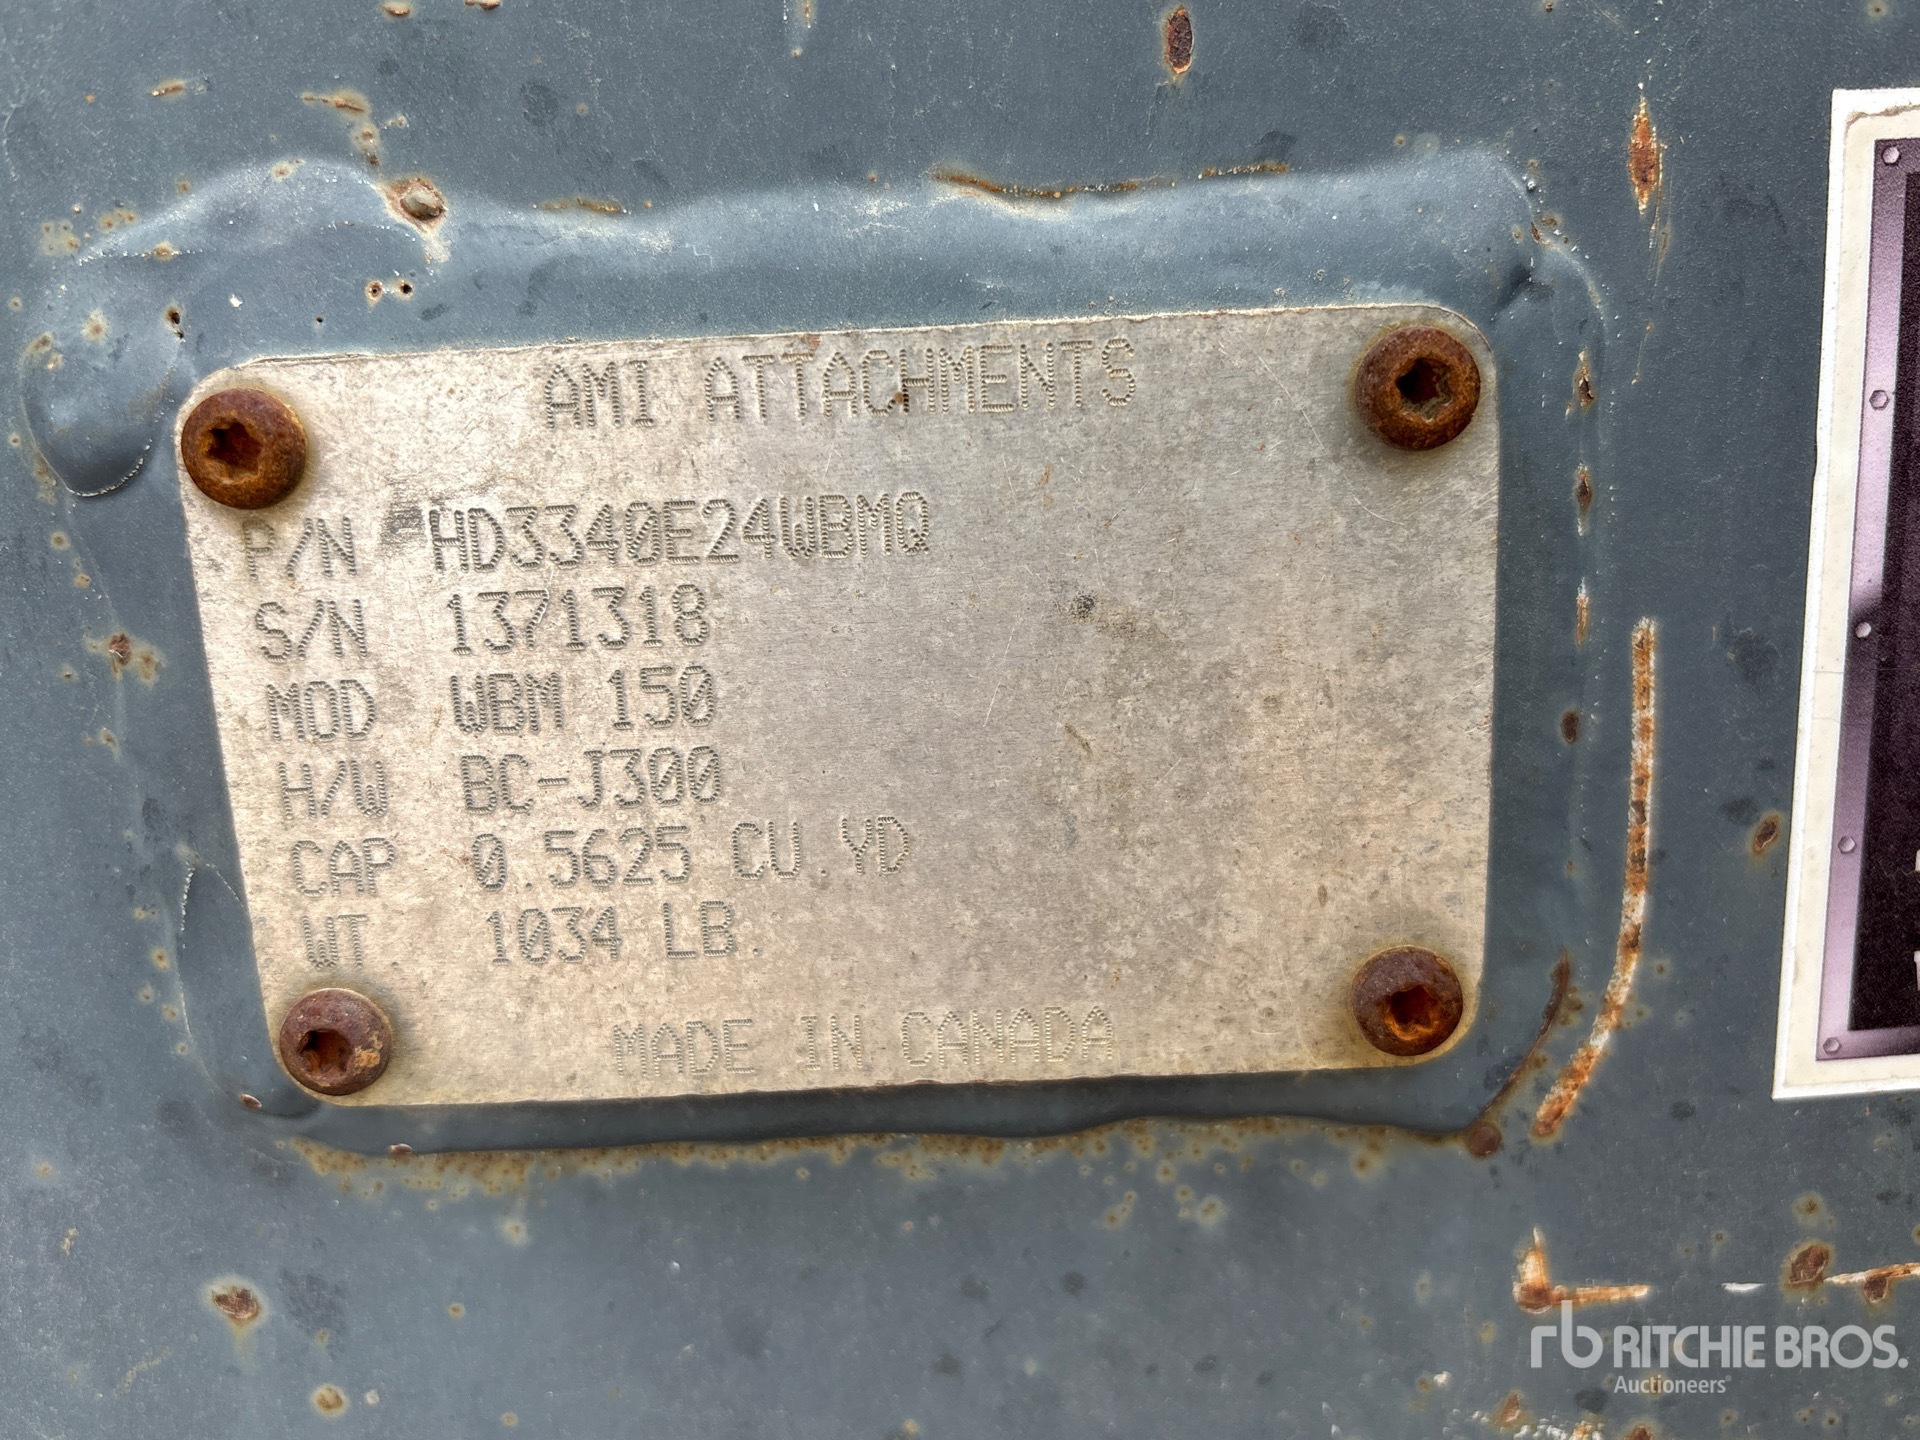 AMI ATTACHMENTS
P/N HD3340E24WBMQ
S/N 1371318
MOD WBM 150
H/W BC-J300
CAP 0.5625 CU.YD
WT. 1034 LB.
MADE IN CANADA
rb RITCHIE BROS.
Auctioneers